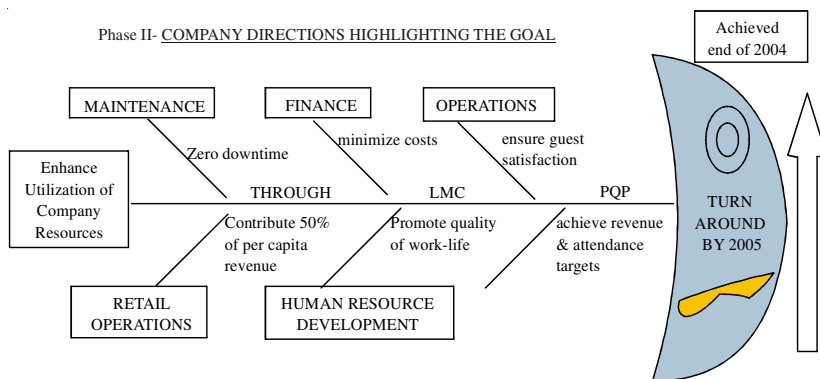 Phase II- COMPANY DIRECTIONS HIGHLIGHTING THE GOAL
Achieved
end of 2004
MAINTENANCE
FINANCE
OPERATIONS
Zero downtime
minimize costs
ensure guest
satisfaction
Enhance
Utilization of
Company
Resources
THROUGH
LMC
PQP
TURN
AROUND
BY 2005
Contribute 50%
of per capita
revenue
Promote quality
of work-life
achieve revenue
& attendance
targets
RETAIL
OPERATIONS
HUMAN RESOURCE
DEVELOPMENT